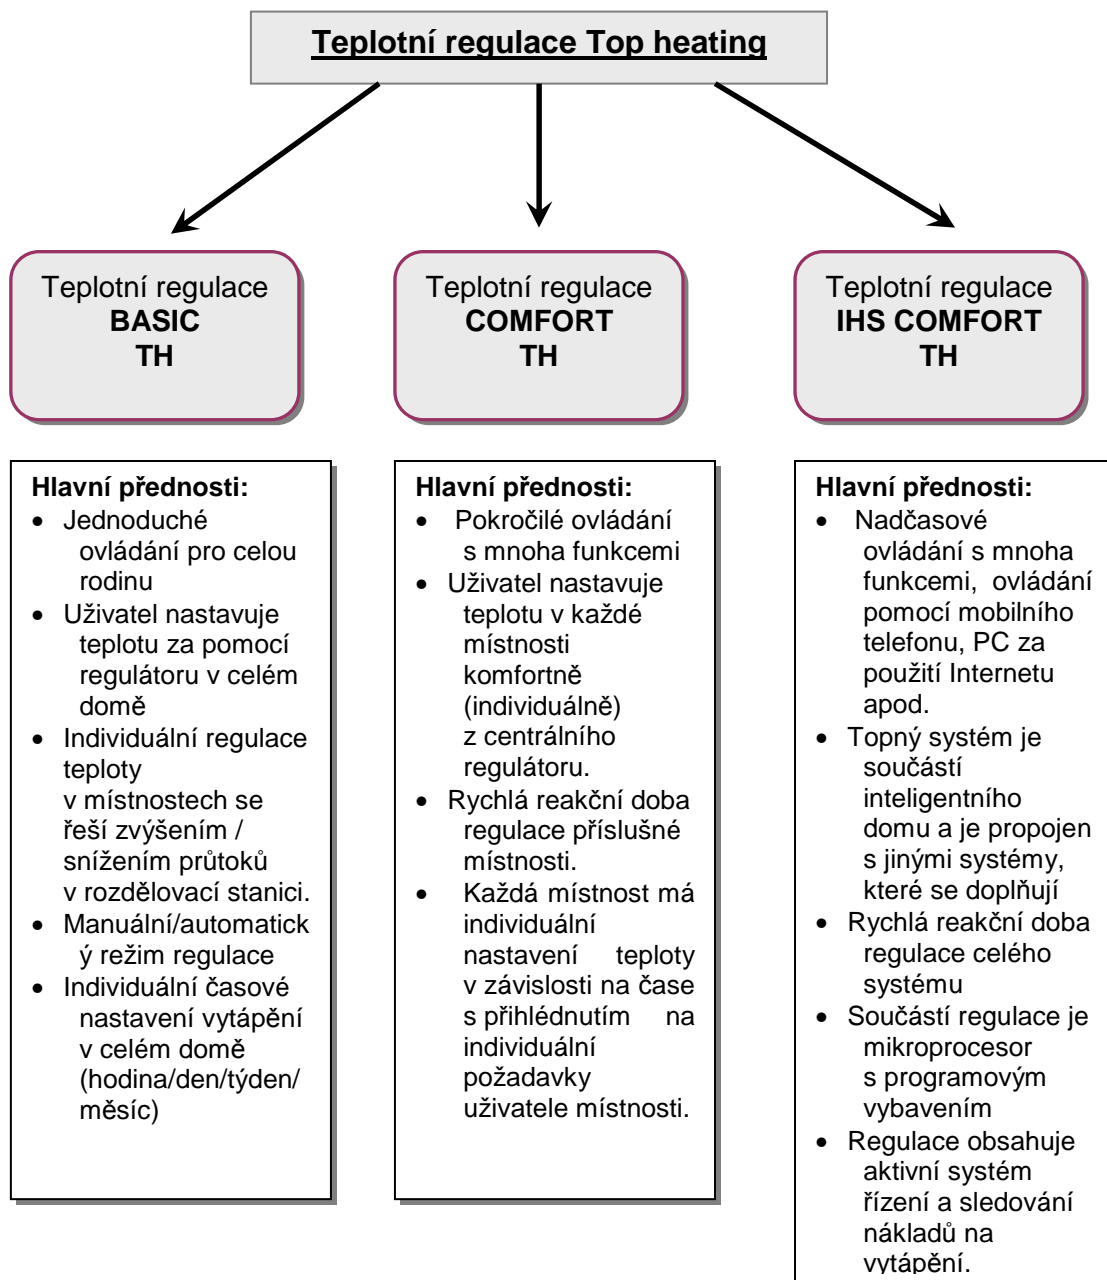 Teplotní regulace Top heating
Teplotní regulace
BASIC
TH
Teplotní regulace
COMFORT
TH
Teplotní regulace
IHS COMFORT
TH
Hlavní přednosti:
• Jednoduché
ovládání pro celou
rodinu
• Uživatel nastavuje
teplotu za pomocí
regulátoru v celém
domě
• Individuální regulace
teploty
v místnostech se
řeší zvýšením /
snížením průtoků
v rozdělovací stanici.
• Manuální/automatick
ý režim regulace
• Individuální časové
nastavení vytápění
v celém domě
(hodina/den/týden/
měsíc)
Hlavní přednosti:
• Pokročilé ovládání
s mnoha funkcemi
• Uživatel nastavuje
teplotu v každé
místnosti
komfortně
(individuálně)
z centrálního
regulátoru.
• Rychlá reakční doba
regulace příslušné
místnosti.
• Každá místnost má
individuální
nastavení teploty
v závislosti na čase
s přihlédnutím na
individuální
požadavky
uživatele místnosti.
Hlavní přednosti:
• Nadčasové
ovládání s mnoha
funkcemi, ovládání
pomocí mobilního
telefonu, PC za
použití Internetu
apod.
• Topný systém je
součástí
inteligentního
domu a je propojen
s jinými systémy,
které se doplňují
• Rychlá reakční doba
regulace celého
systému
• Součástí regulace je
mikroprocesor
s programovým
vybavením
• Regulace obsahuje
aktivní systém
řízení a sledování
nákladů na
vytápění.